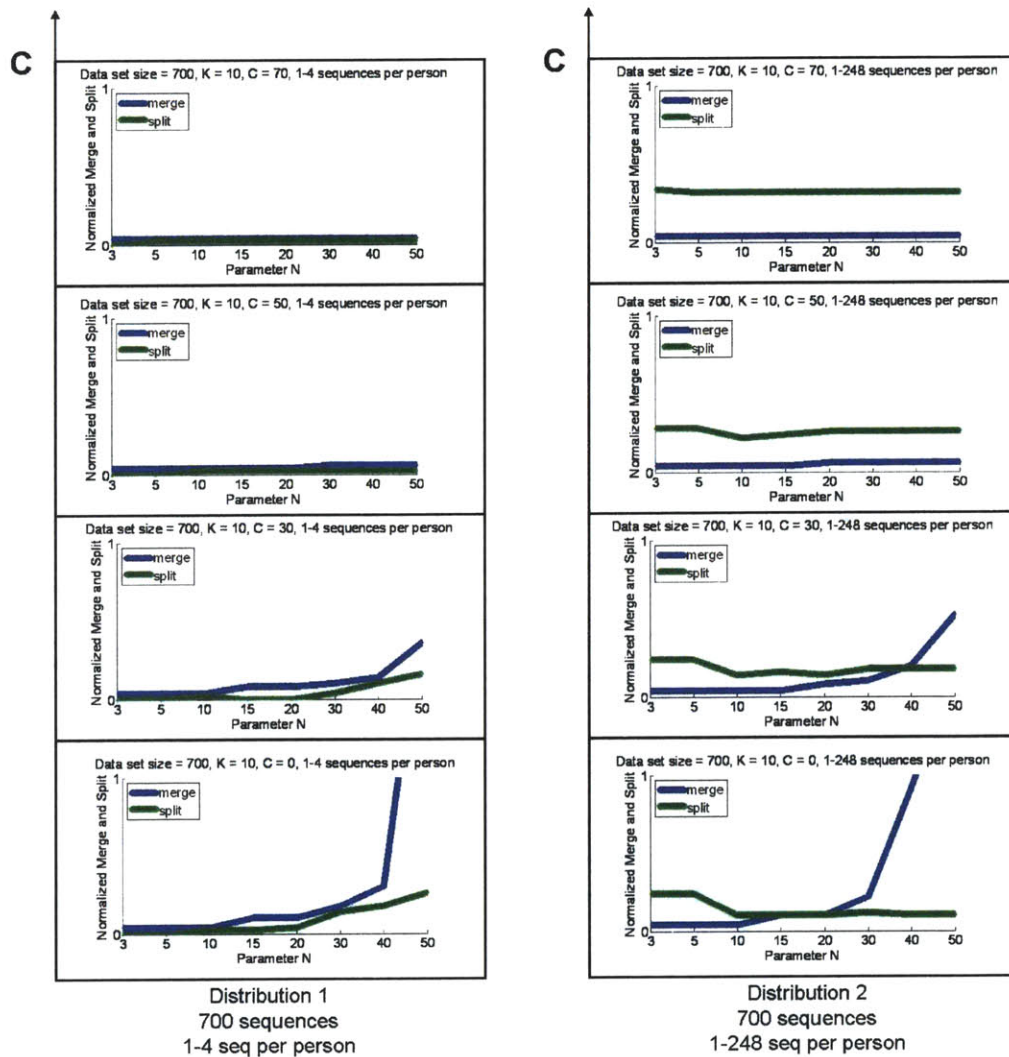 C
Data set size = 700, K = 10, C = 70, 1-4 sequences per person
Normalized Merge and Split
1
merge
split
0
3 5 10 15 20 30 40 50
Parameter N
Data set size = 700, K = 10, C = 50, 1-4 sequences per person
Normalized Merge and Split
1
merge
split
0
3 5 10 15 20 30 40 50
Parameter N
Data set size = 700, K = 10, C = 30, 1-4 sequences per person
Normalized Merge and Split
1
merge
split
0
3 5 10 15 20 30 40 50
Parameter N
Data set size = 700, K = 10, C = 0, 1-4 sequences per person
Normalized Merge and Split
1
merge
split
0
3 5 10 15 20 30 40 50
Parameter N
Distribution 1
700 sequences
1-4 seq per person
C
Data set size = 700, K = 10, C = 70, 1-248 sequences per person
Normalized Merge and Split
1
merge
split
0
3 5 10 15 20 30 40 50
Parameter N
Data set size = 700, K = 10, C = 50, 1-248 sequences per person
Normalized Merge and Split
1
merge
split
0
3 5 10 15 20 30 40 50
Parameter N
Data set size = 700, K = 10, C = 30, 1-248 sequences per person
Normalized Merge and Split
1
merge
split
0
3 5 10 15 20 30 40 50
Parameter N
Data set size = 700, K = 10, C = 0, 1-248 sequences per person
Normalized Merge and Split
1
merge
split
0
3 5 10 15 20 30 40 50
Parameter N
Distribution 2
700 sequences
1-248 seq per person